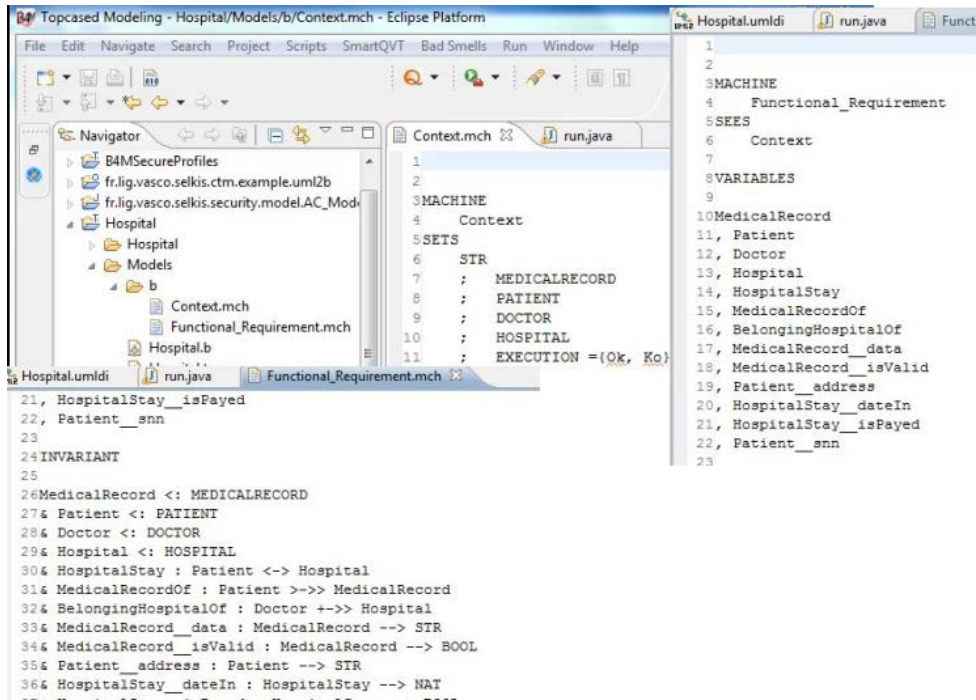 Topcased Modeling - Hospital/Models/b/Context.mch - Eclipse Platform
File Edit Navigate Search Project Scripts SmartQVT Bad Smells Run Window Help
Navigator
B4MSecureProfiles
fr.lig.vasco.selkis.ctm.example.uml2b
fr.lig.vasco.selkis.security.model.AC_Mod
Hospital
Hospital
Models
b
Context.mch
Functional_Requirement.mch
Hospital.b
Context.mch run.java
1
2
3MACHINE
4 Context
5SETS
6 STR
7 ; MEDICALRECORD
8 ; PATIENT
9 ; DOCTOR
10 ; HOSPITAL
11 ; EXECUTION ={Ok, Ko}
Hospital.umldi run.java Funct
1
2
3MACHINE
4 Functional_Requirement
5SEES
6 Context
7
8VARIABLES
9
10MedicalRecord
11, Patient
12, Doctor
13, Hospital
14, HospitalStay
15, MedicalRecordOf
16, BelongingHospitalOf
17, MedicalRecord__data
18, MedicalRecord__isValid
19, Patient__address
20, HospitalStay__dateIn
21, HospitalStay__isPayed
22, Patient__snn
23
Hospital.umldi run.java Functional_Requirement.mch
21, HospitalStay__isPayed
22, Patient__snn
23
24INVARIANT
25
26MedicalRecord <: MEDICALRECORD
27& Patient <: PATIENT
28& Doctor <: DOCTOR
29& Hospital <: HOSPITAL
30& HospitalStay : Patient <-> Hospital
31& MedicalRecordOf : Patient >->> MedicalRecord
32& BelongingHospitalOf : Doctor +->> Hospital
33& MedicalRecord__data : MedicalRecord --> STR
34& MedicalRecord__isValid : MedicalRecord --> BOOL
35& Patient__address : Patient --> STR
36& HospitalStay__dateIn : HospitalStay --> NAT